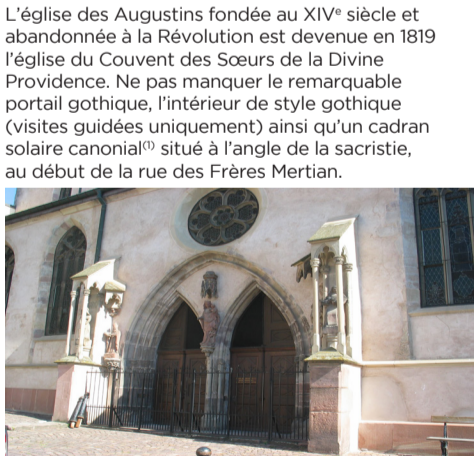 L'église des Augustins fondée au XIVᵉ siècle et
abandonnée à la Révolution est devenue en 1819
l'église du Couvent des Sœurs de la Divine
Providence. Ne pas manquer le remarquable
portail gothique, l'intérieur de style gothique
(visites guidées uniquement) ainsi qu'un cadran
solaire canonial⁽¹⁾ situé à l'angle de la sacristie,
au début de la rue des Frères Mertian.